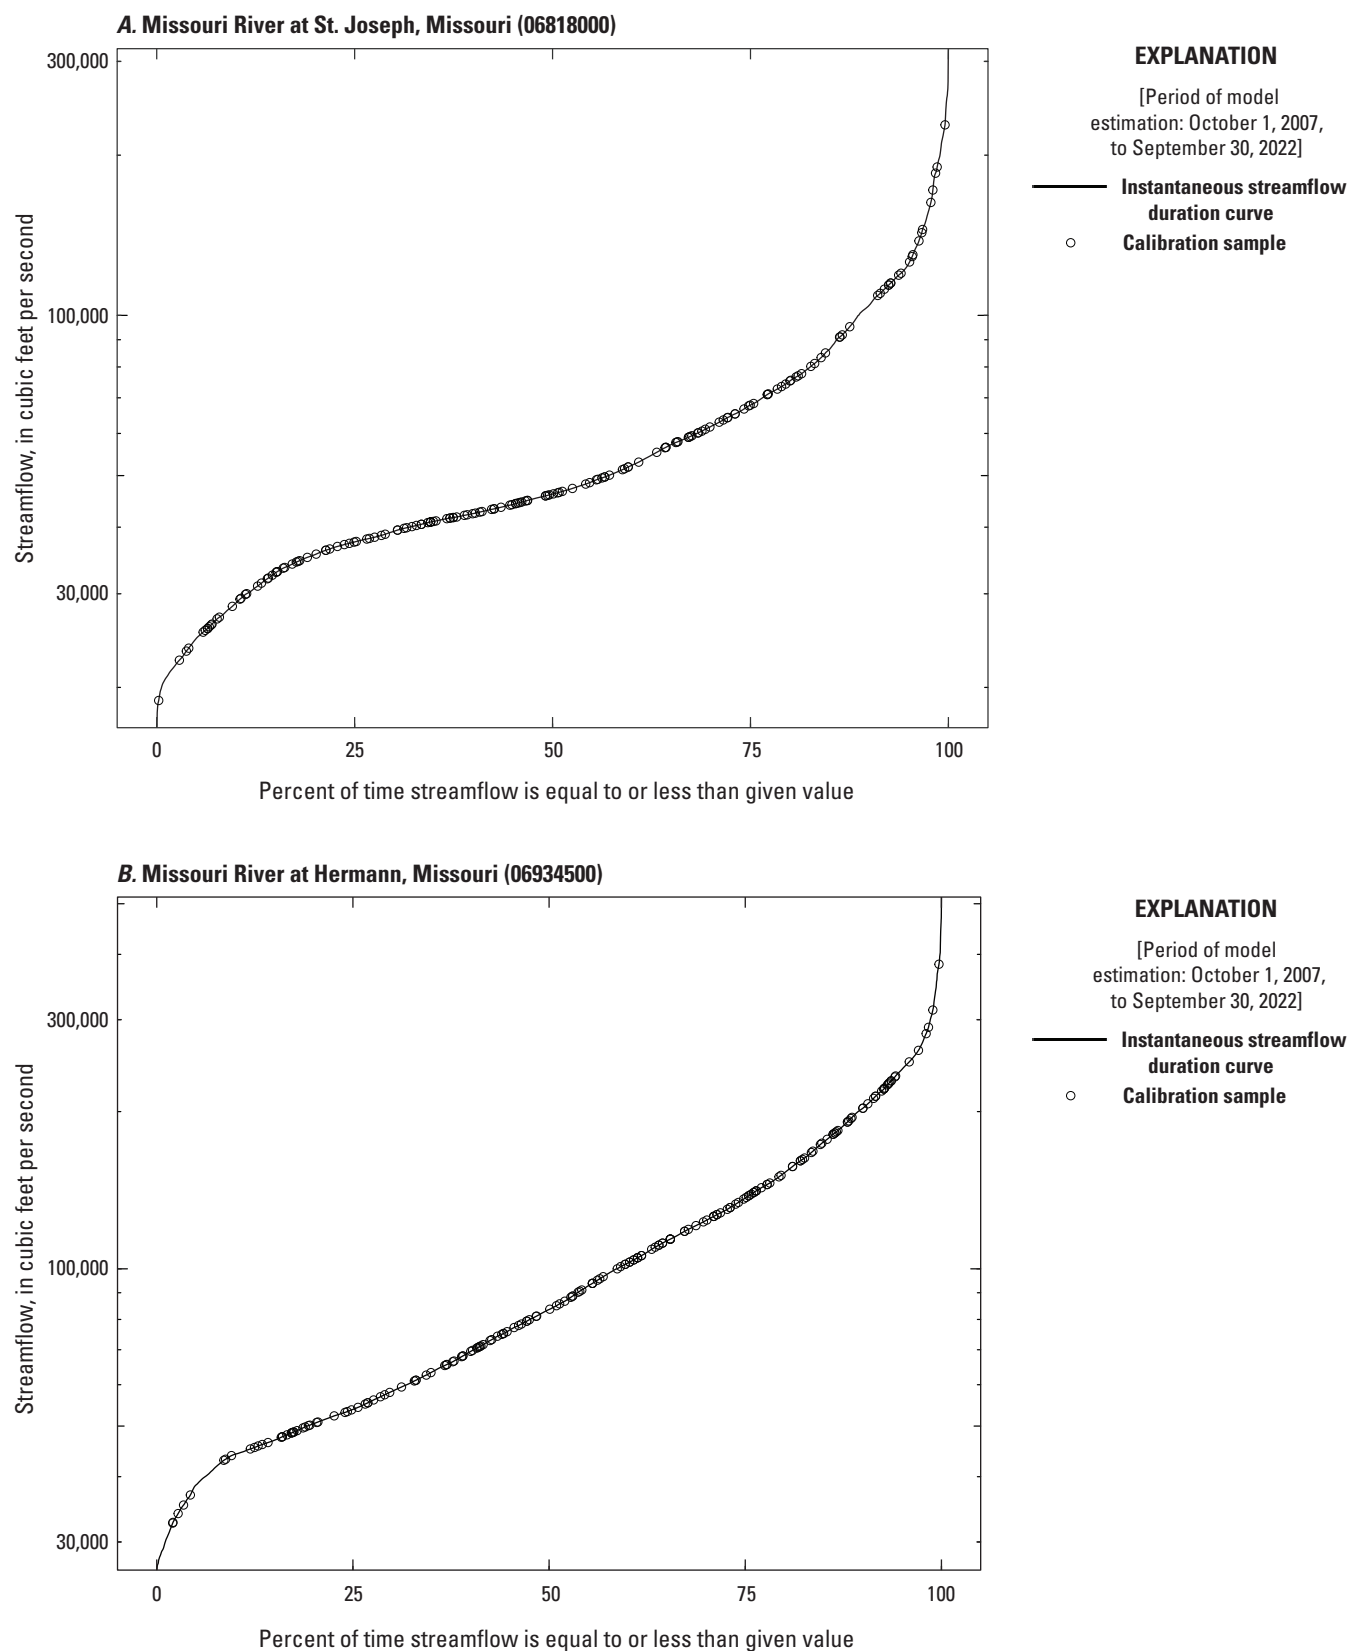 A. Missouri River at St. Joseph, Missouri (06818000)
300,000
100,000
30,000
Streamflow, in cubic feet per second
0 25 50 75 100
Percent of time streamflow is equal to or less than given value
EXPLANATION
[Period of model
estimation: October 1, 2007,
to September 30, 2022]
Instantaneous streamflow
duration curve
Calibration sample
B. Missouri River at Hermann, Missouri (06934500)
300,000
100,000
30,000
Streamflow, in cubic feet per second
0 25 50 75 100
Percent of time streamflow is equal to or less than given value
EXPLANATION
[Period of model
estimation: October 1, 2007,
to September 30, 2022]
Instantaneous streamflow
duration curve
Calibration sample